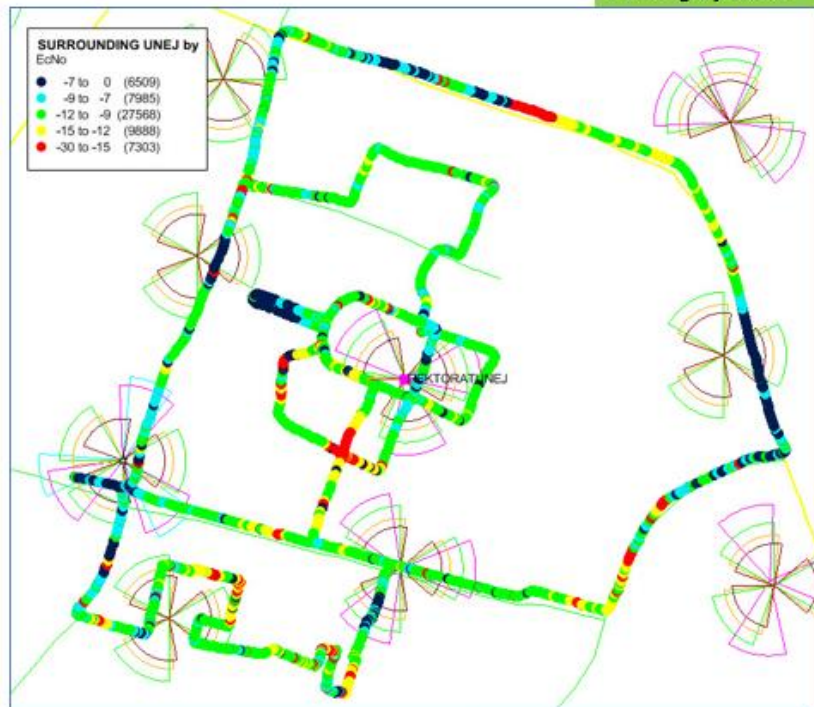 SURROUNDING UNEJ by
EcNo
-7 to 0 (6509)
-9 to -7 (7985)
-12 to -9 (27568)
-15 to -12 (9888)
-30 to -15 (7303)
REKTORATUNEJ